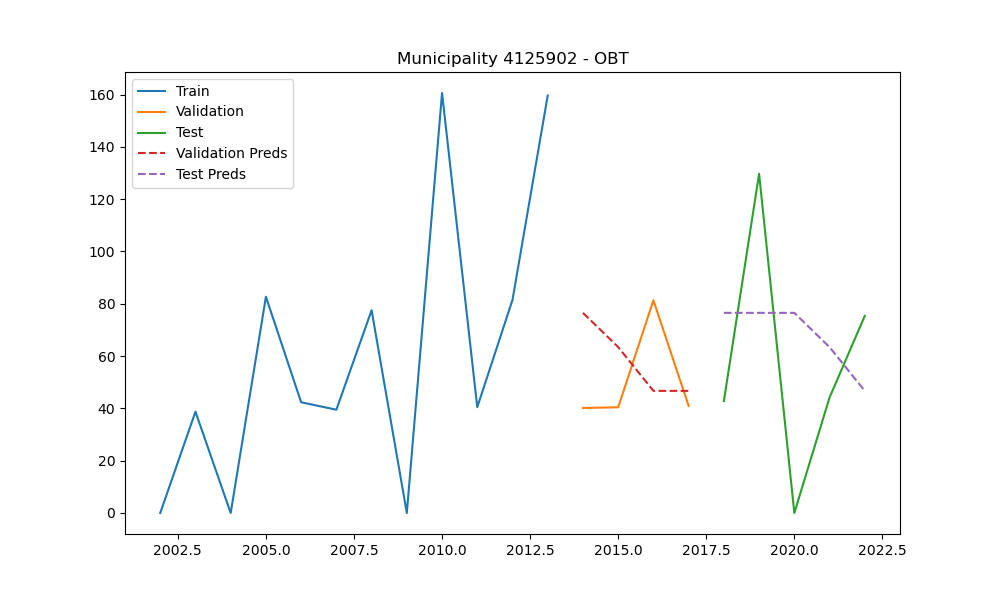 Municipality 4125902 - OBT
Train
Validation
Test
Validation Preds
Test Preds
160
140
120
100
80
60
40
20
0
2002.5 2005.0 2007.5 2010.0 2012.5 2015.0 2017.5 2020.0 2022.5